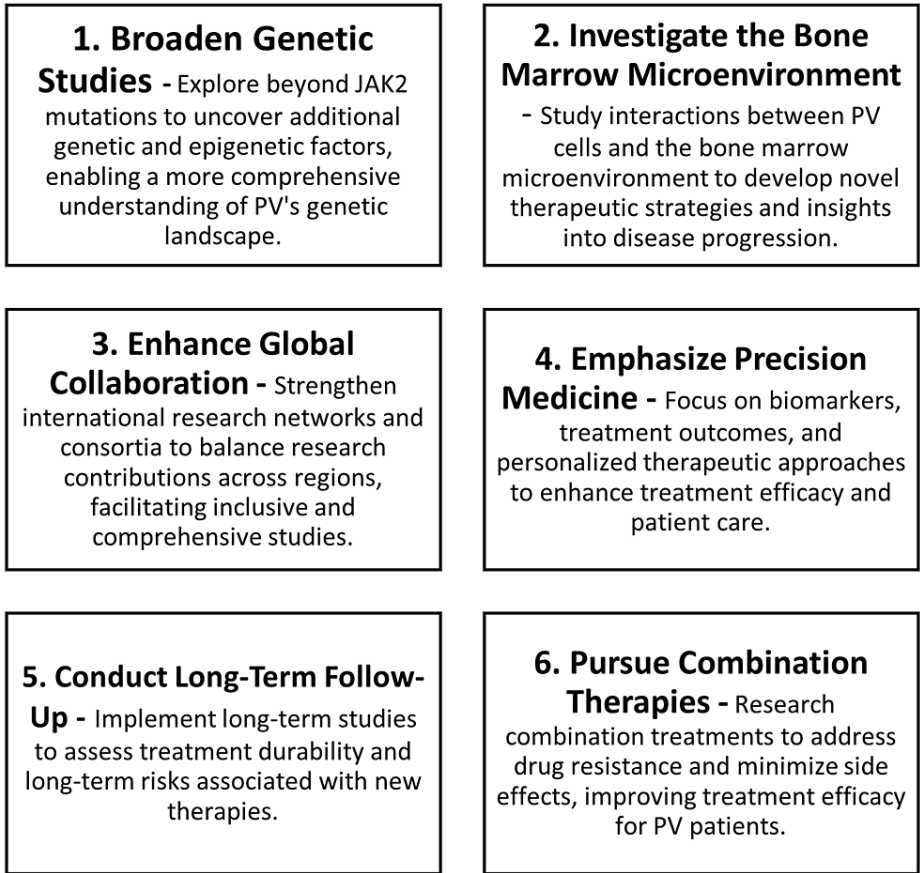 1. Broaden Genetic
Studies - Explore beyond JAK2
mutations to uncover additional
genetic and epigenetic factors,
enabling a more comprehensive
understanding of PV's genetic
landscape.
2. Investigate the Bone
Marrow Microenvironment
- Study interactions between PV
cells and the bone marrow
microenvironment to develop novel
therapeutic strategies and insights
into disease progression.
3. Enhance Global
Collaboration - Strengthen
international research networks and
consortia to balance research
contributions across regions,
facilitating inclusive and
comprehensive studies.
4. Emphasize Precision
Medicine - Focus on biomarkers,
treatment outcomes, and
personalized therapeutic approaches
to enhance treatment efficacy and
patient care.
5. Conduct Long-Term Follow-
Up - Implement long-term studies
to assess treatment durability and
long-term risks associated with new
therapies.
6. Pursue Combination
Therapies - Research
combination treatments to address
drug resistance and minimize side
effects, improving treatment efficacy
for PV patients.